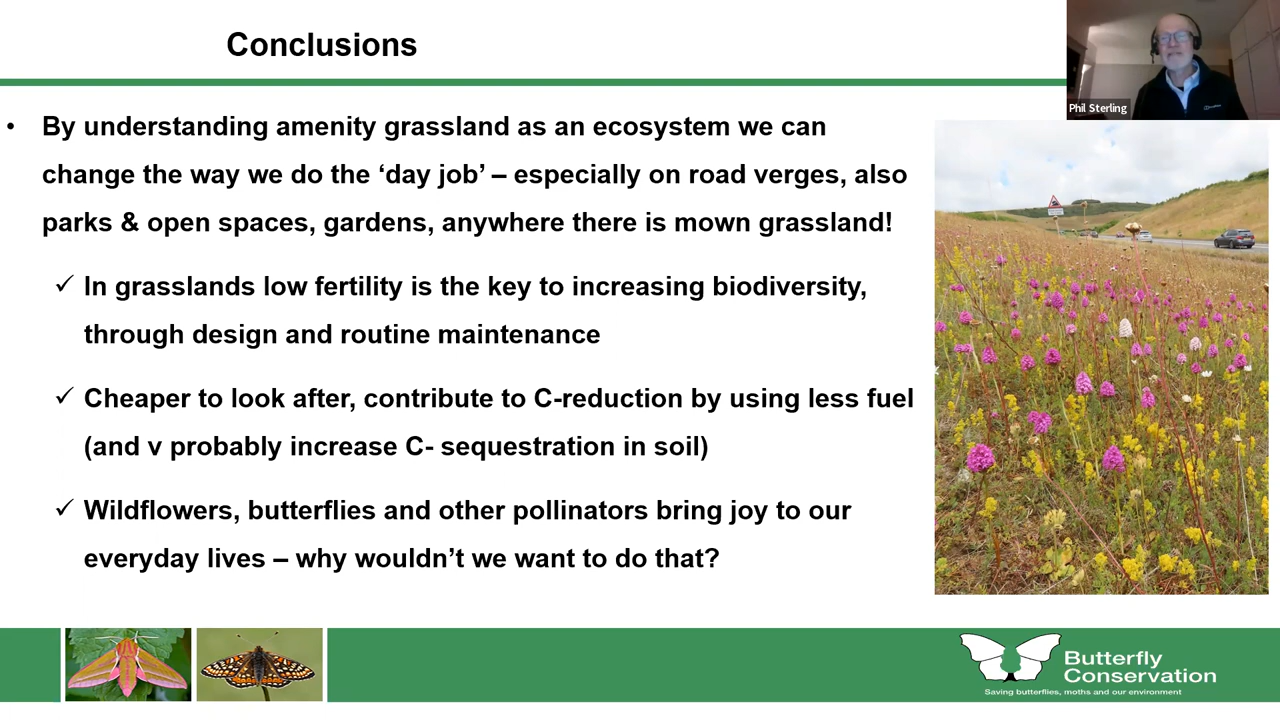 Conclusions
Phil Sterling
• By understanding amenity grassland as an ecosystem we can
change the way we do the ‘day job’ – especially on road verges, also
parks & open spaces, gardens, anywhere there is mown grassland!
✓ In grasslands low fertility is the key to increasing biodiversity,
through design and routine maintenance
✓ Cheaper to look after, contribute to C-reduction by using less fuel
(and v probably increase C- sequestration in soil)
✓ Wildflowers, butterflies and other pollinators bring joy to our
everyday lives – why wouldn’t we want to do that?
Butterfly
Conservation
Saving butterflies, moths and our environment